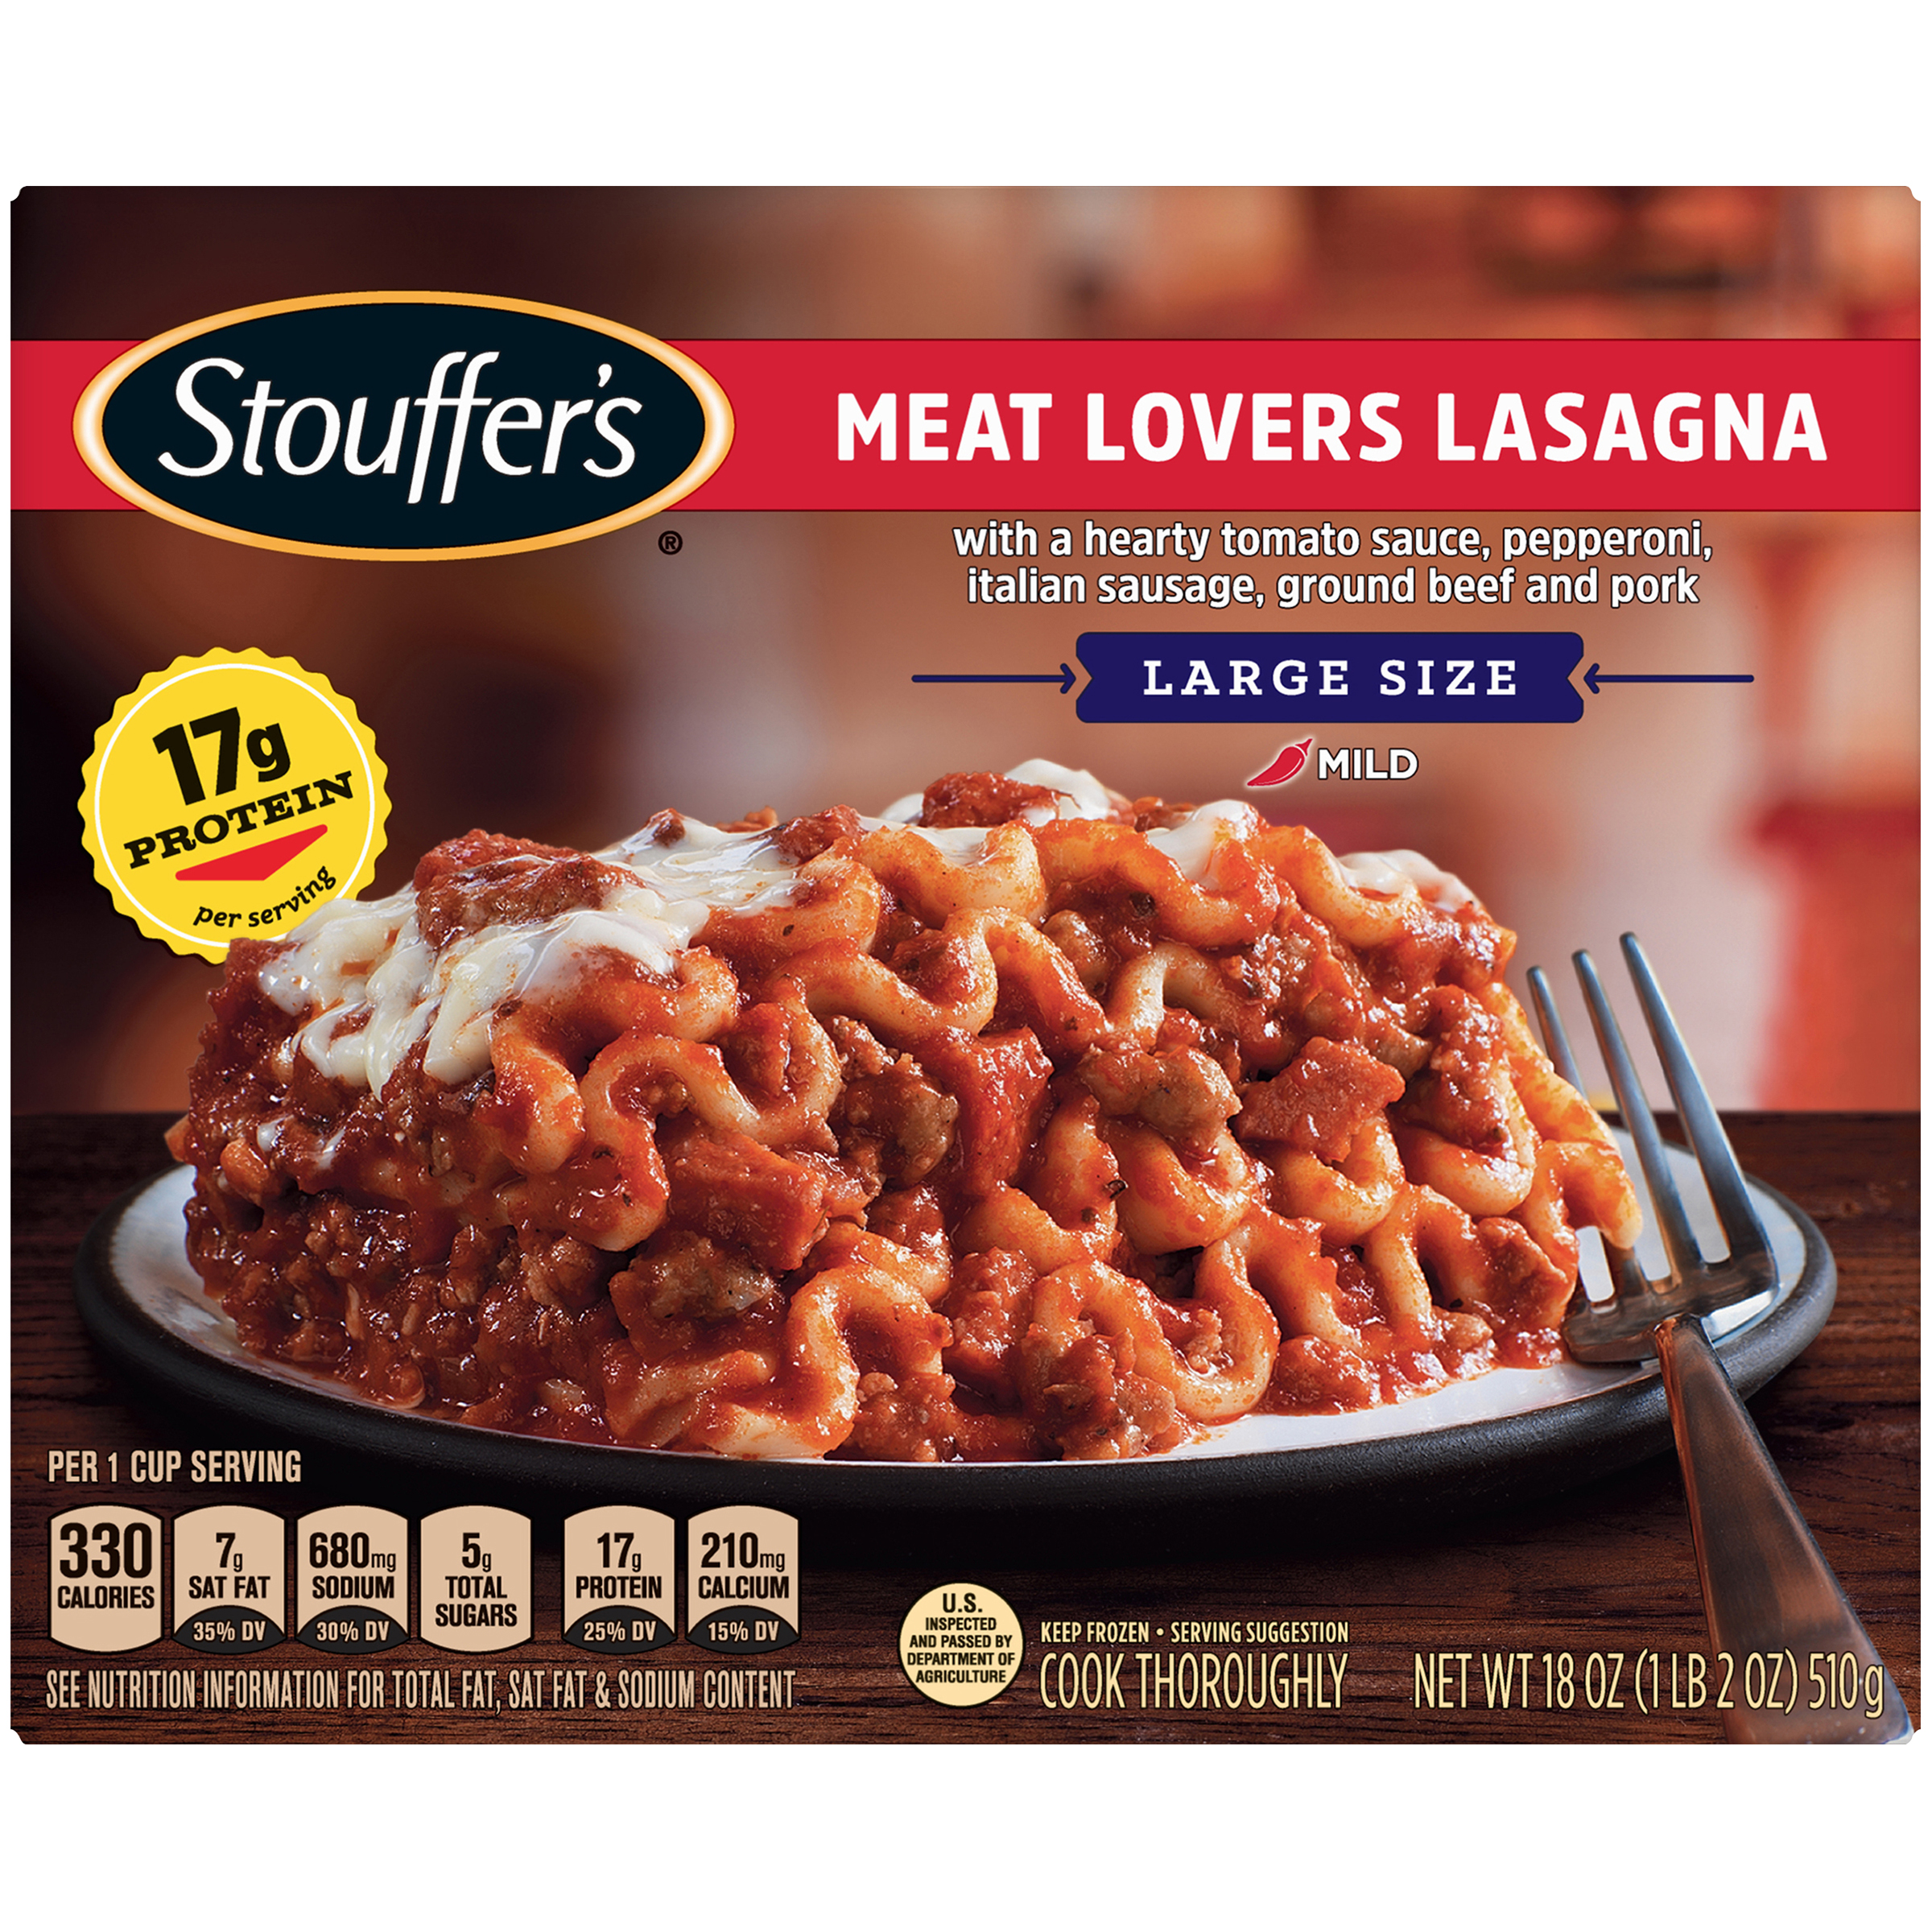 Stouffer's
®
MEAT LOVERS LASAGNA
with a hearty tomato sauce, pepperoni,
italian sausage, ground beef and pork
LARGE SIZE
MILD
17g
PROTEIN
per serving
PER 1 CUP SERVING
330
CALORIES
7g
SAT FAT
35% DV
680mg
SODIUM
30% DV
5g
TOTAL
SUGARS
17g
PROTEIN
25% DV
210mg
CALCIUM
15% DV
SEE NUTRITION INFORMATION FOR TOTAL FAT, SAT FAT & SODIUM CONTENT
U.S.
INSPECTED
AND PASSED BY
DEPARTMENT OF
AGRICULTURE
KEEP FROZEN • SERVING SUGGESTION
COOK THOROUGHLY
NET WT 18 OZ (1 LB 2 OZ) 510g